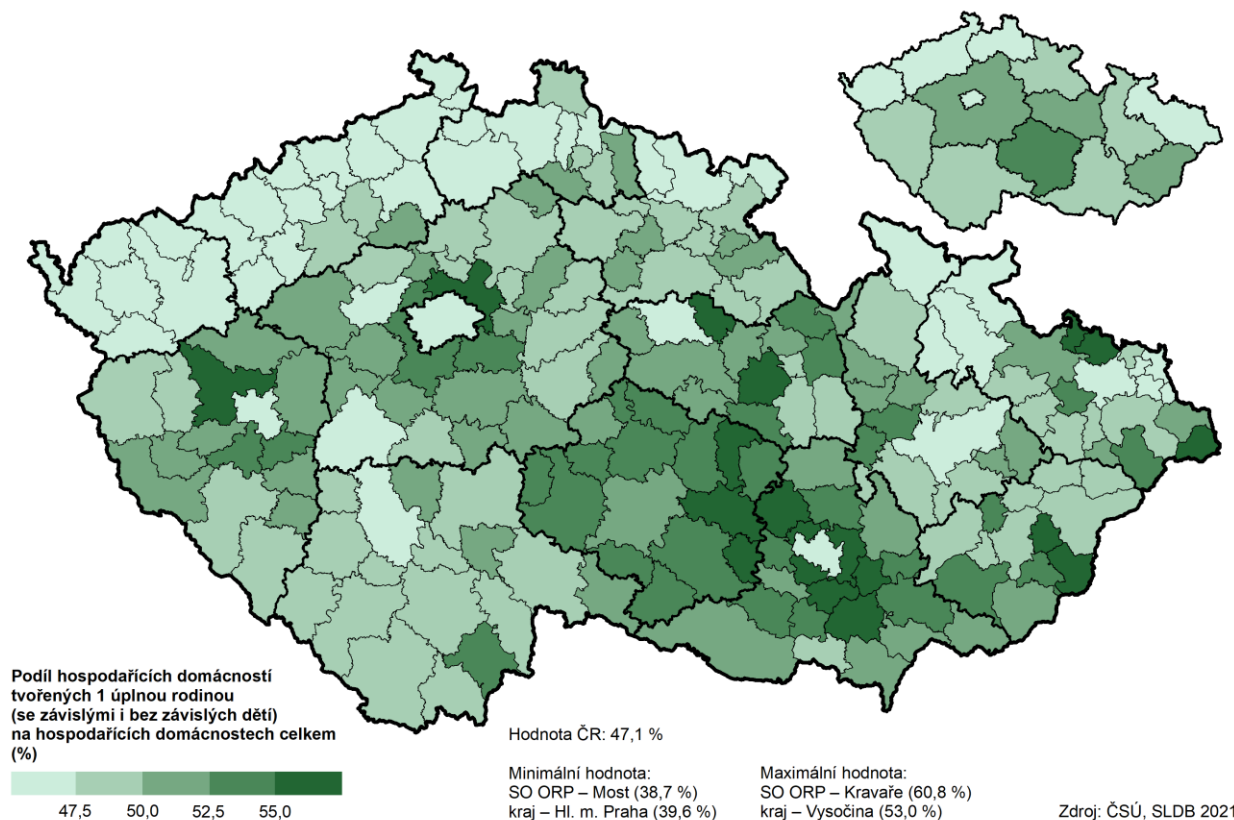 Podíl hospodařících domácností
tvořených 1 úplnou rodinou
(se závislými i bez závislých dětí)
na hospodařících domácnostech celkem
(%)
47,5 50,0 52,5 55,0
Hodnota ČR: 47,1 %
Minimální hodnota:
SO ORP – Most (38,7 %)
kraj – Hl. m. Praha (39,6 %)
Maximální hodnota:
SO ORP – Kravaře (60,8 %)
kraj – Vysočina (53,0 %)
Zdroj: ČSÚ, SLDB 2021